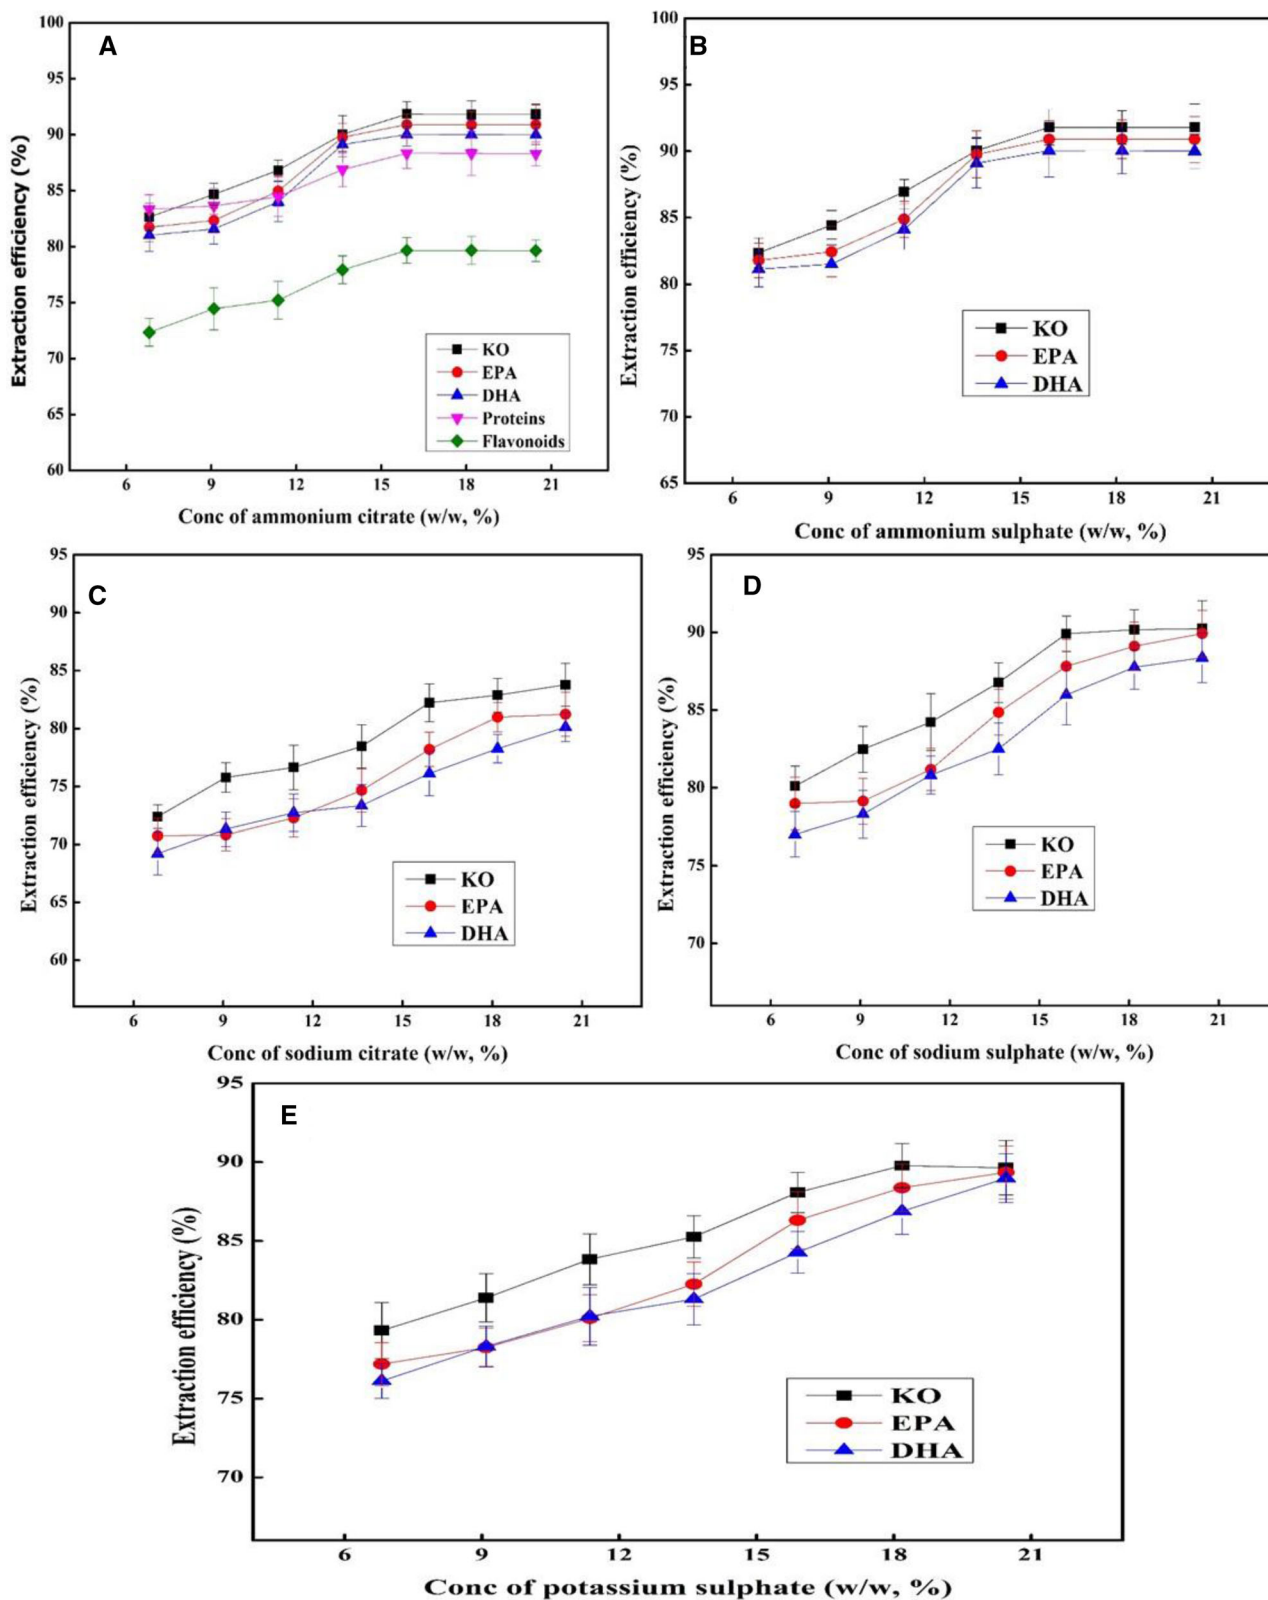 A
Extraction efficiency (%)
100
95
90
85
80
75
70
65
60
6 9 12 15 18 21
Conc of ammonium citrate (w/w, %)
KO
EPA
DHA
Proteins
Flavonoids
B
Extraction efficiency (%)
100
95
90
85
80
75
70
65
6 9 12 15 18 21
Conc of ammonium sulphate (w/w, %)
KO
EPA
DHA
C
Extraction efficiency (%)
95
90
85
80
75
70
65
60
6 9 12 15 18 21
Conc of sodium citrate (w/w, %)
KO
EPA
DHA
D
Extraction efficiency (%)
95
90
85
80
75
70
6 9 12 15 18 21
Conc of sodium sulphate (w/w, %)
KO
EPA
DHA
E
Extraction efficiency (%)
95
90
85
80
75
70
6 9 12 15 18 21
Conc of potassium sulphate (w/w, %)
KO
EPA
DHA